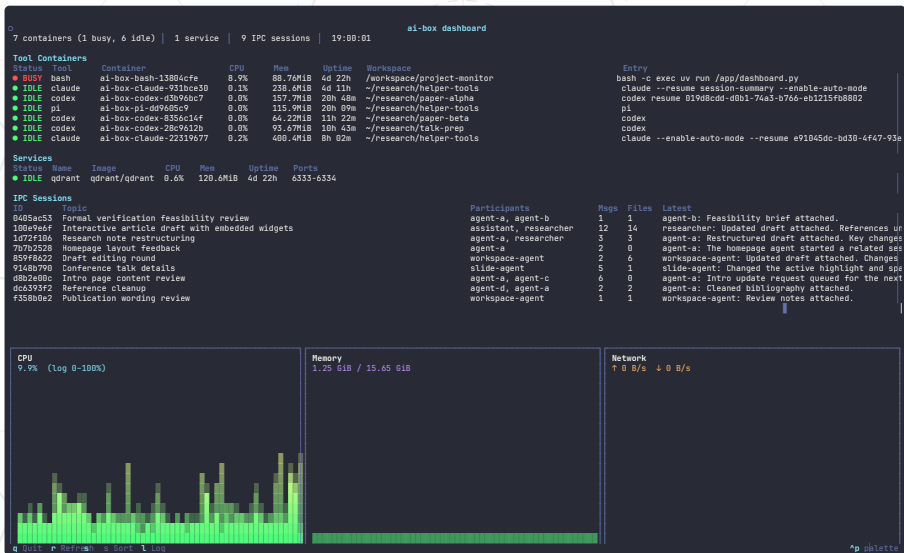 ai-box dashboard
7 containers (1 busy, 6 idle) │ 1 service │ 9 IPC sessions │ 19:00:01
Tool Containers
Status Tool Container CPU Mem Uptime Workspace Entry
● BUSY bash ai-box-bash-13804cfe 8.9% 88.76MiB 4d 22h /workspace/project-monitor bash -c exec uv run /app/dashboard.py
● IDLE claude ai-box-claude-931bce30 0.1% 238.6MiB 4d 11h ~/research/helper-tools claude --resume session-summary --enable-auto-mode
● IDLE codex ai-box-codex-d3b96bc7 0.0% 157.7MiB 20h 48m ~/research/paper-alpha codex resume 019d8cdd-d0b1-74a3-b766-eb1215fb8802
● IDLE pi ai-box-pi-dd9605c9 0.0% 115.9MiB 20h 09m ~/research/helper-tools pi
● IDLE codex ai-box-codex-8356c14f 0.0% 64.22MiB 11h 22m ~/research/paper-beta codex
● IDLE codex ai-box-codex-28c9612b 0.0% 93.67MiB 10h 43m ~/research/talk-prep codex
● IDLE claude ai-box-claude-22319677 0.2% 400.4MiB 8h 02m ~/research/helper-tools claude --enable-auto-mode --resume e91045dc-bd30-4f47-93e
Services
Status Name Image CPU Mem Uptime Ports
● IDLE qdrant qdrant/qdrant 0.6% 120.6MiB 4d 22h 6333-6334
IPC Sessions
ID Topic Participants Msgs Files Latest
0405ac53 Formal verification feasibility review agent-a, agent-b 1 1 agent-b: Feasibility brief attached.
100e9e6f Interactive article draft with embedded widgets assistant, researcher 12 14 researcher: Updated draft attached. References un
1d72f106 Research note restructuring agent-a, researcher 3 3 agent-a: Restructured draft attached. Key changes
7b7b2528 Homepage layout feedback agent-a 2 0 agent-a: The homepage agent started a related ses
859f8622 Draft editing round workspace-agent 2 6 workspace-agent: Updated draft attached. Changes
9148b790 Conference talk details slide-agent 5 1 slide-agent: Changed the active highlight and spa
d8b2e00c Intro page content review agent-a, agent-c 6 0 agent-a: Intro update request queued for the next
dc6393f2 Reference cleanup agent-d, agent-a 2 2 agent-a: Cleaned bibliography attached.
f358b0e2 Publication wording review workspace-agent 1 1 workspace-agent: Review notes attached.
CPU
9.9% (log 0-100%)
Memory
1.25 GiB / 15.65 GiB
Network
↑ 0 B/s ↓ 0 B/s
q Quit r Refresh s Sort l Log ^p palette